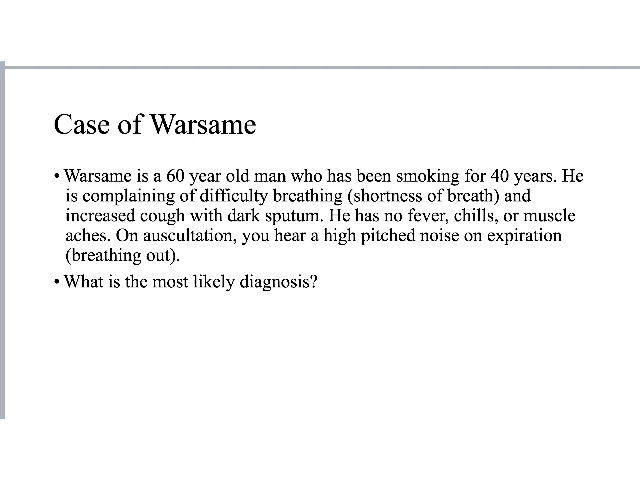 Case of Warsame
• Warsame is a 60 year old man who has been smoking for 40 years. He
is complaining of difficulty breathing (shortness of breath) and
increased cough with dark sputum. He has no fever, chills, or muscle
aches. On auscultation, you hear a high pitched noise on expiration
(breathing out).
• What is the most likely diagnosis?